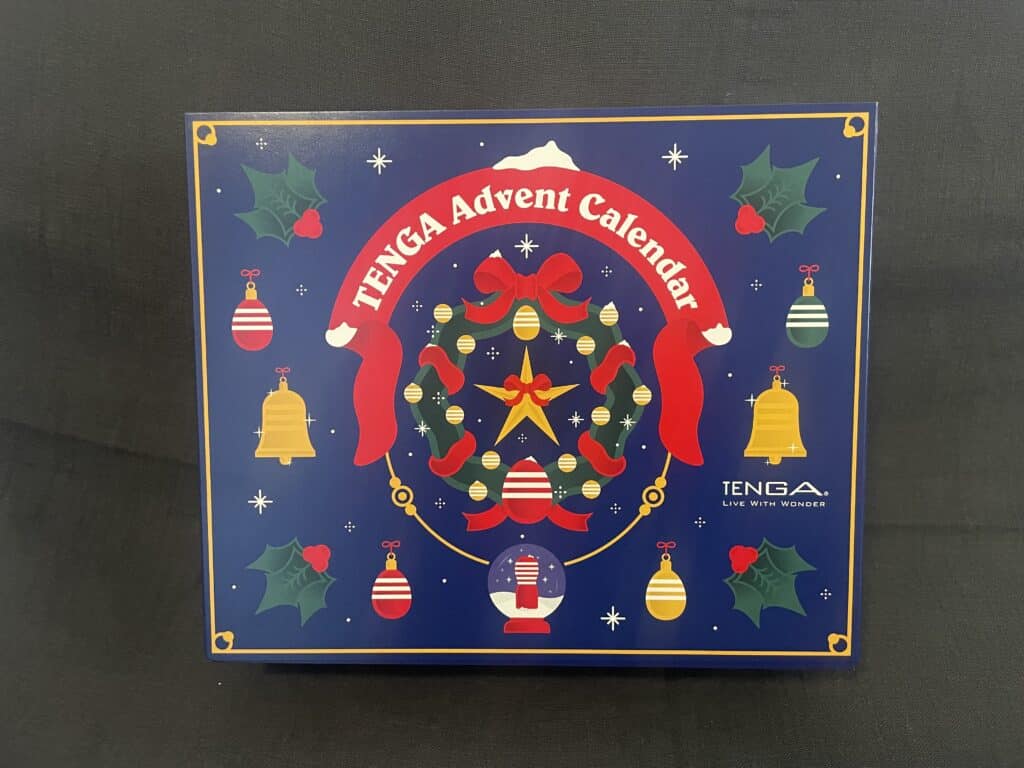 TENGA Advent Calendar
TENGA®
LIVE WITH WONDER